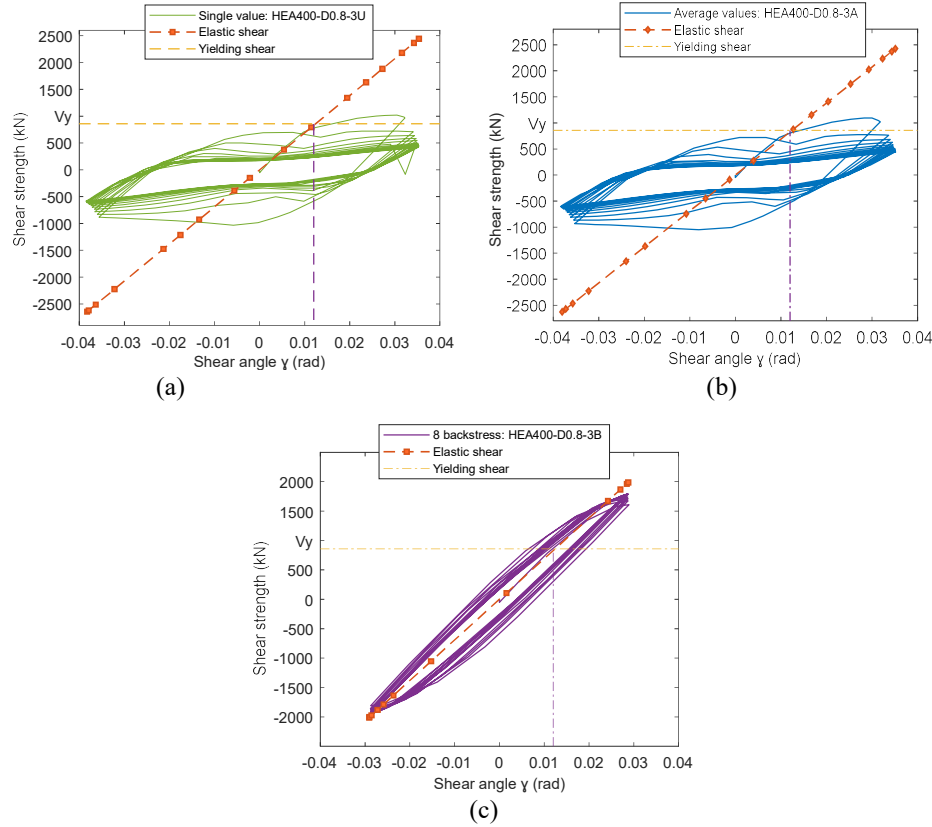 Single value: HEA400-D0.8-3U
Elastic shear
Yielding shear
2500
2000
1500
Vy
500
0
-500
-1000
-1500
-2000
-2500
Shear strength (kN)
-0.04 -0.03 -0.02 -0.01 0 0.01 0.02 0.03 0.04
Shear angle ɣ (rad)
(a)
Average values: HEA400-D0.8-3A
Elastic shear
Yielding shear
2500
2000
1500
Vy
500
0
-500
-1000
-1500
-2000
-2500
Shear strength (kN)
-0.04 -0.03 -0.02 -0.01 0 0.01 0.02 0.03 0.04
Shear angle ɣ (rad)
(b)
8 backstress: HEA400-D0.8-3B
Elastic shear
Yielding shear
2000
1500
Vy
500
0
-500
-1000
-1500
-2000
Shear strength (kN)
-0.04 -0.03 -0.02 -0.01 0 0.01 0.02 0.03 0.04
Shear angle ɣ (rad)
(c)